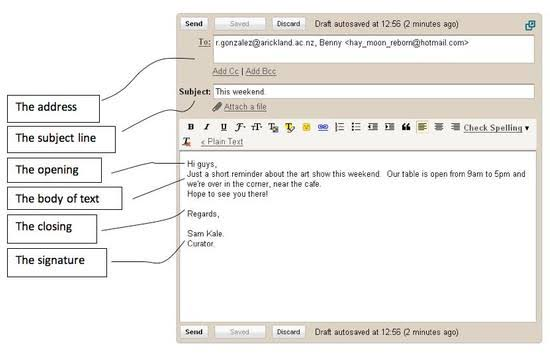 Send Saved Discard Draft autosaved at 12:56 (2 minutes ago)
To: r.gonzalez@arickland.ac.nz, Benny <hay_moon_reborn@hotmail.com>
Add Cc | Add Bcc
The address
Subject: This weekend.
Attach a file
The subject line
B I U F T T Check Spelling
T < Plain Text
The opening
Hi guys,
Just a short reminder about the art show this weekend. Our table is open from 9am to 5pm and
we're over in the corner, near the cafe.
Hope to see you there!
The body of text
The closing
Regards,
The signature
Sam Kale.
Curator.
Send Saved Discard Draft autosaved at 12:56 (2 minutes ago)